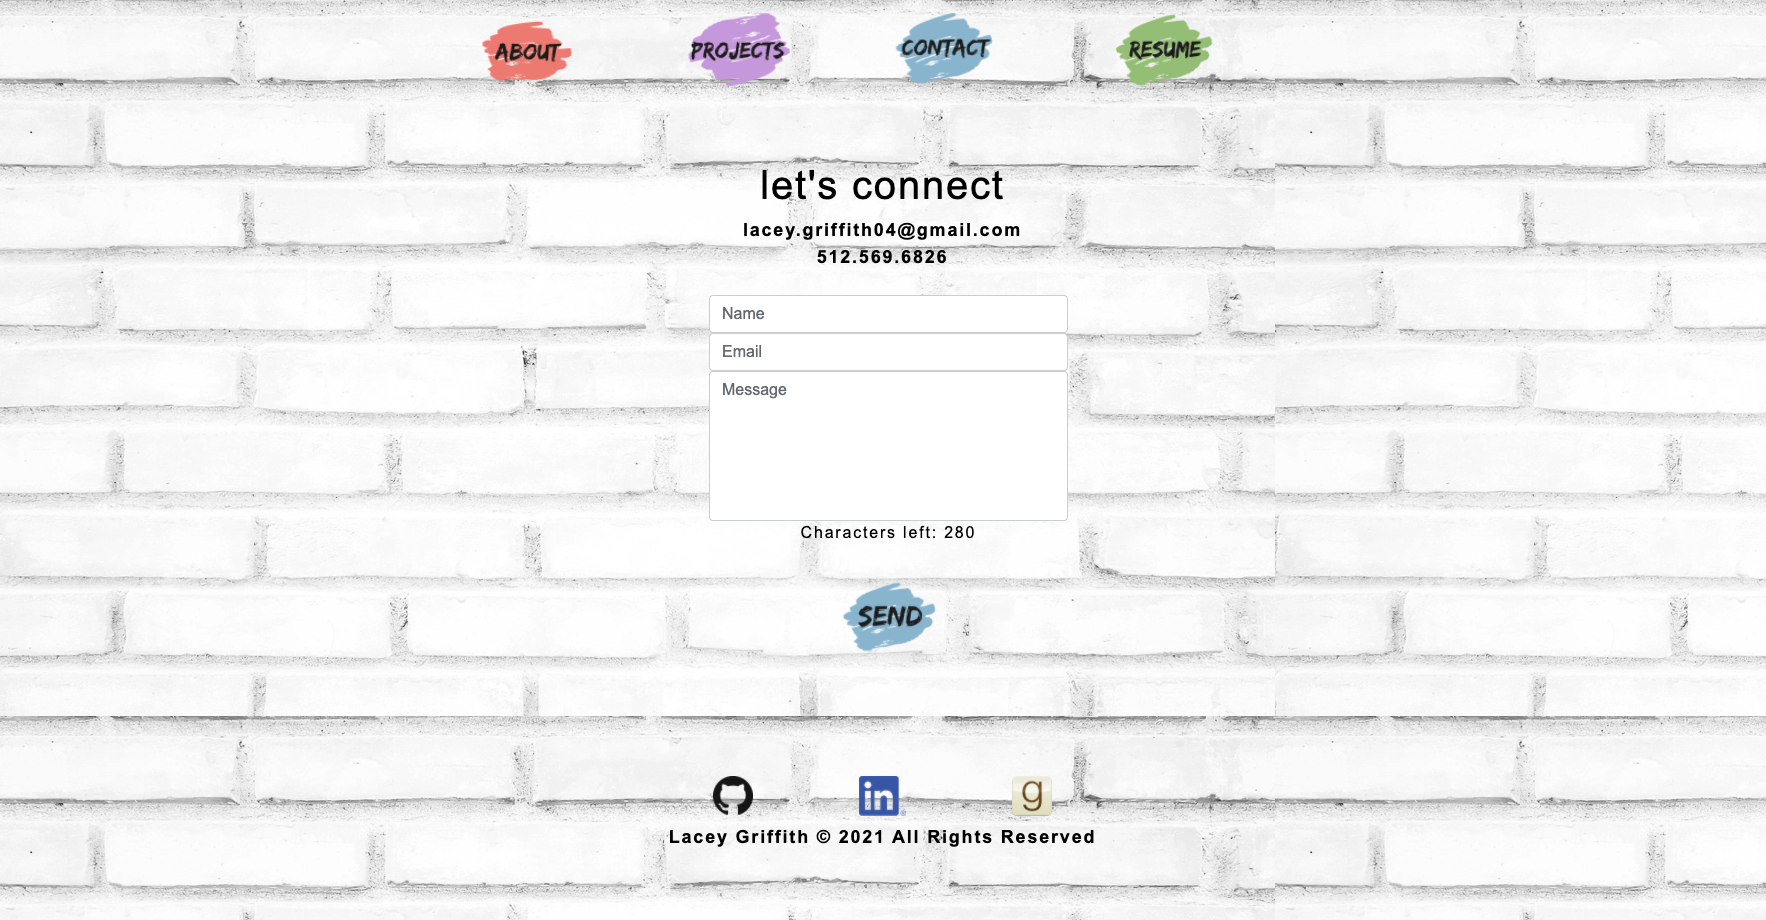 ABOUT PROJECTS CONTACT RESUME
let's connect
lacey.griffith04@gmail.com
512.569.6826
Name
Email
Message
Characters left: 280
SEND
in g
Lacey Griffith © 2021 All Rights Reserved